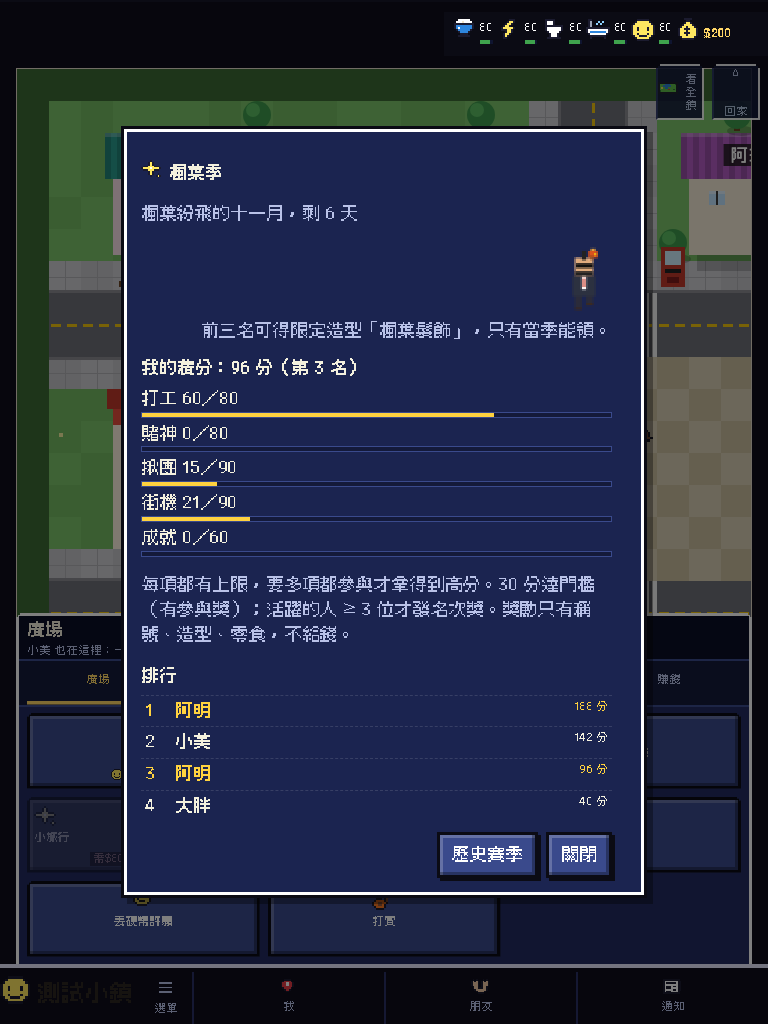 80 80 80 80 80 $200
看全鎮
回家
阿
楓葉季
楓葉紛飛的十一月，剩 6 天
前三名可得限定造型「楓葉髮飾」，只有當季能領。
我的積分：96 分（第 3 名）
打工 60／80
賭神 0／80
揪團 15／90
街機 21／90
成就 0／60
每項都有上限，要多項都參與才拿得到高分。30 分達門檻
（有參與獎）；活躍的人 ≥ 3 位才發名次獎。獎勵只有稱
號、造型、零食，不給錢。
排行
1 阿明 188 分
2 小美 142 分
3 阿明 96 分
4 大胖 40 分
歷史賽季
關閉
廣場
小美 也在這裡：
廣場
賺錢
小旅行
丟硬幣許願
打賞
測試小鎮
選單
我
朋友
通知